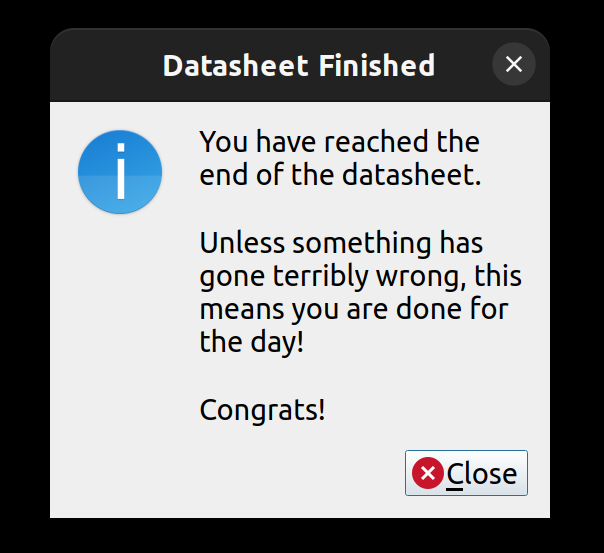 Datasheet Finished
You have reached the
end of the datasheet.
Unless something has
gone terribly wrong, this
means you are done for
the day!
Congrats!
Close